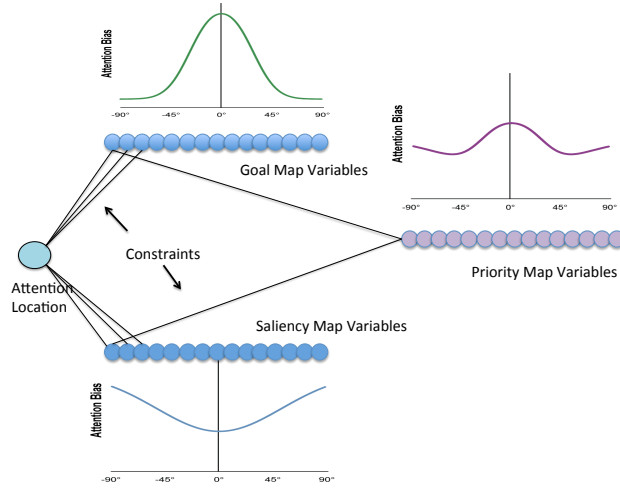 Attention Bias
-90° -45° 0° 45° 90°
Goal Map Variables
Attention Bias
-90° -45° 0° 45° 90°
Priority Map Variables
Constraints
Attention
Location
Saliency Map Variables
Attention Bias
-90° -45° 0° 45° 90°